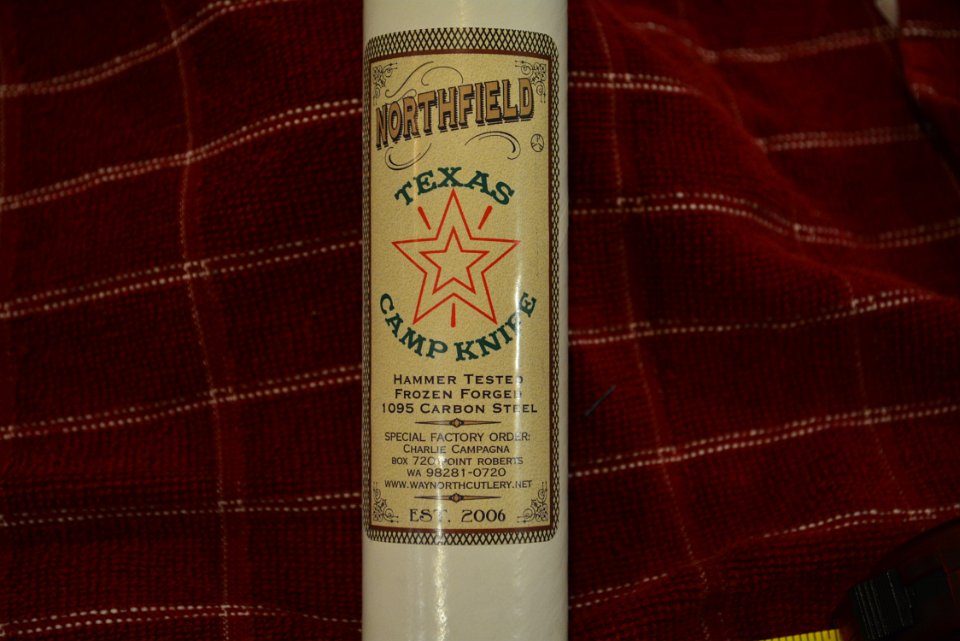 NORTHFIELD
TEXAS
CAMP KNIFE
HAMMER TESTED
FROZEN FORGED
1095 CARBON STEEL
SPECIAL FACTORY ORDER:
CHARLIE CAMPAGNA
BOX 720 POINT ROBERTS
WA 98281-0720
WWW.WAYNORTHCUTLERY.NET
EST. 2006